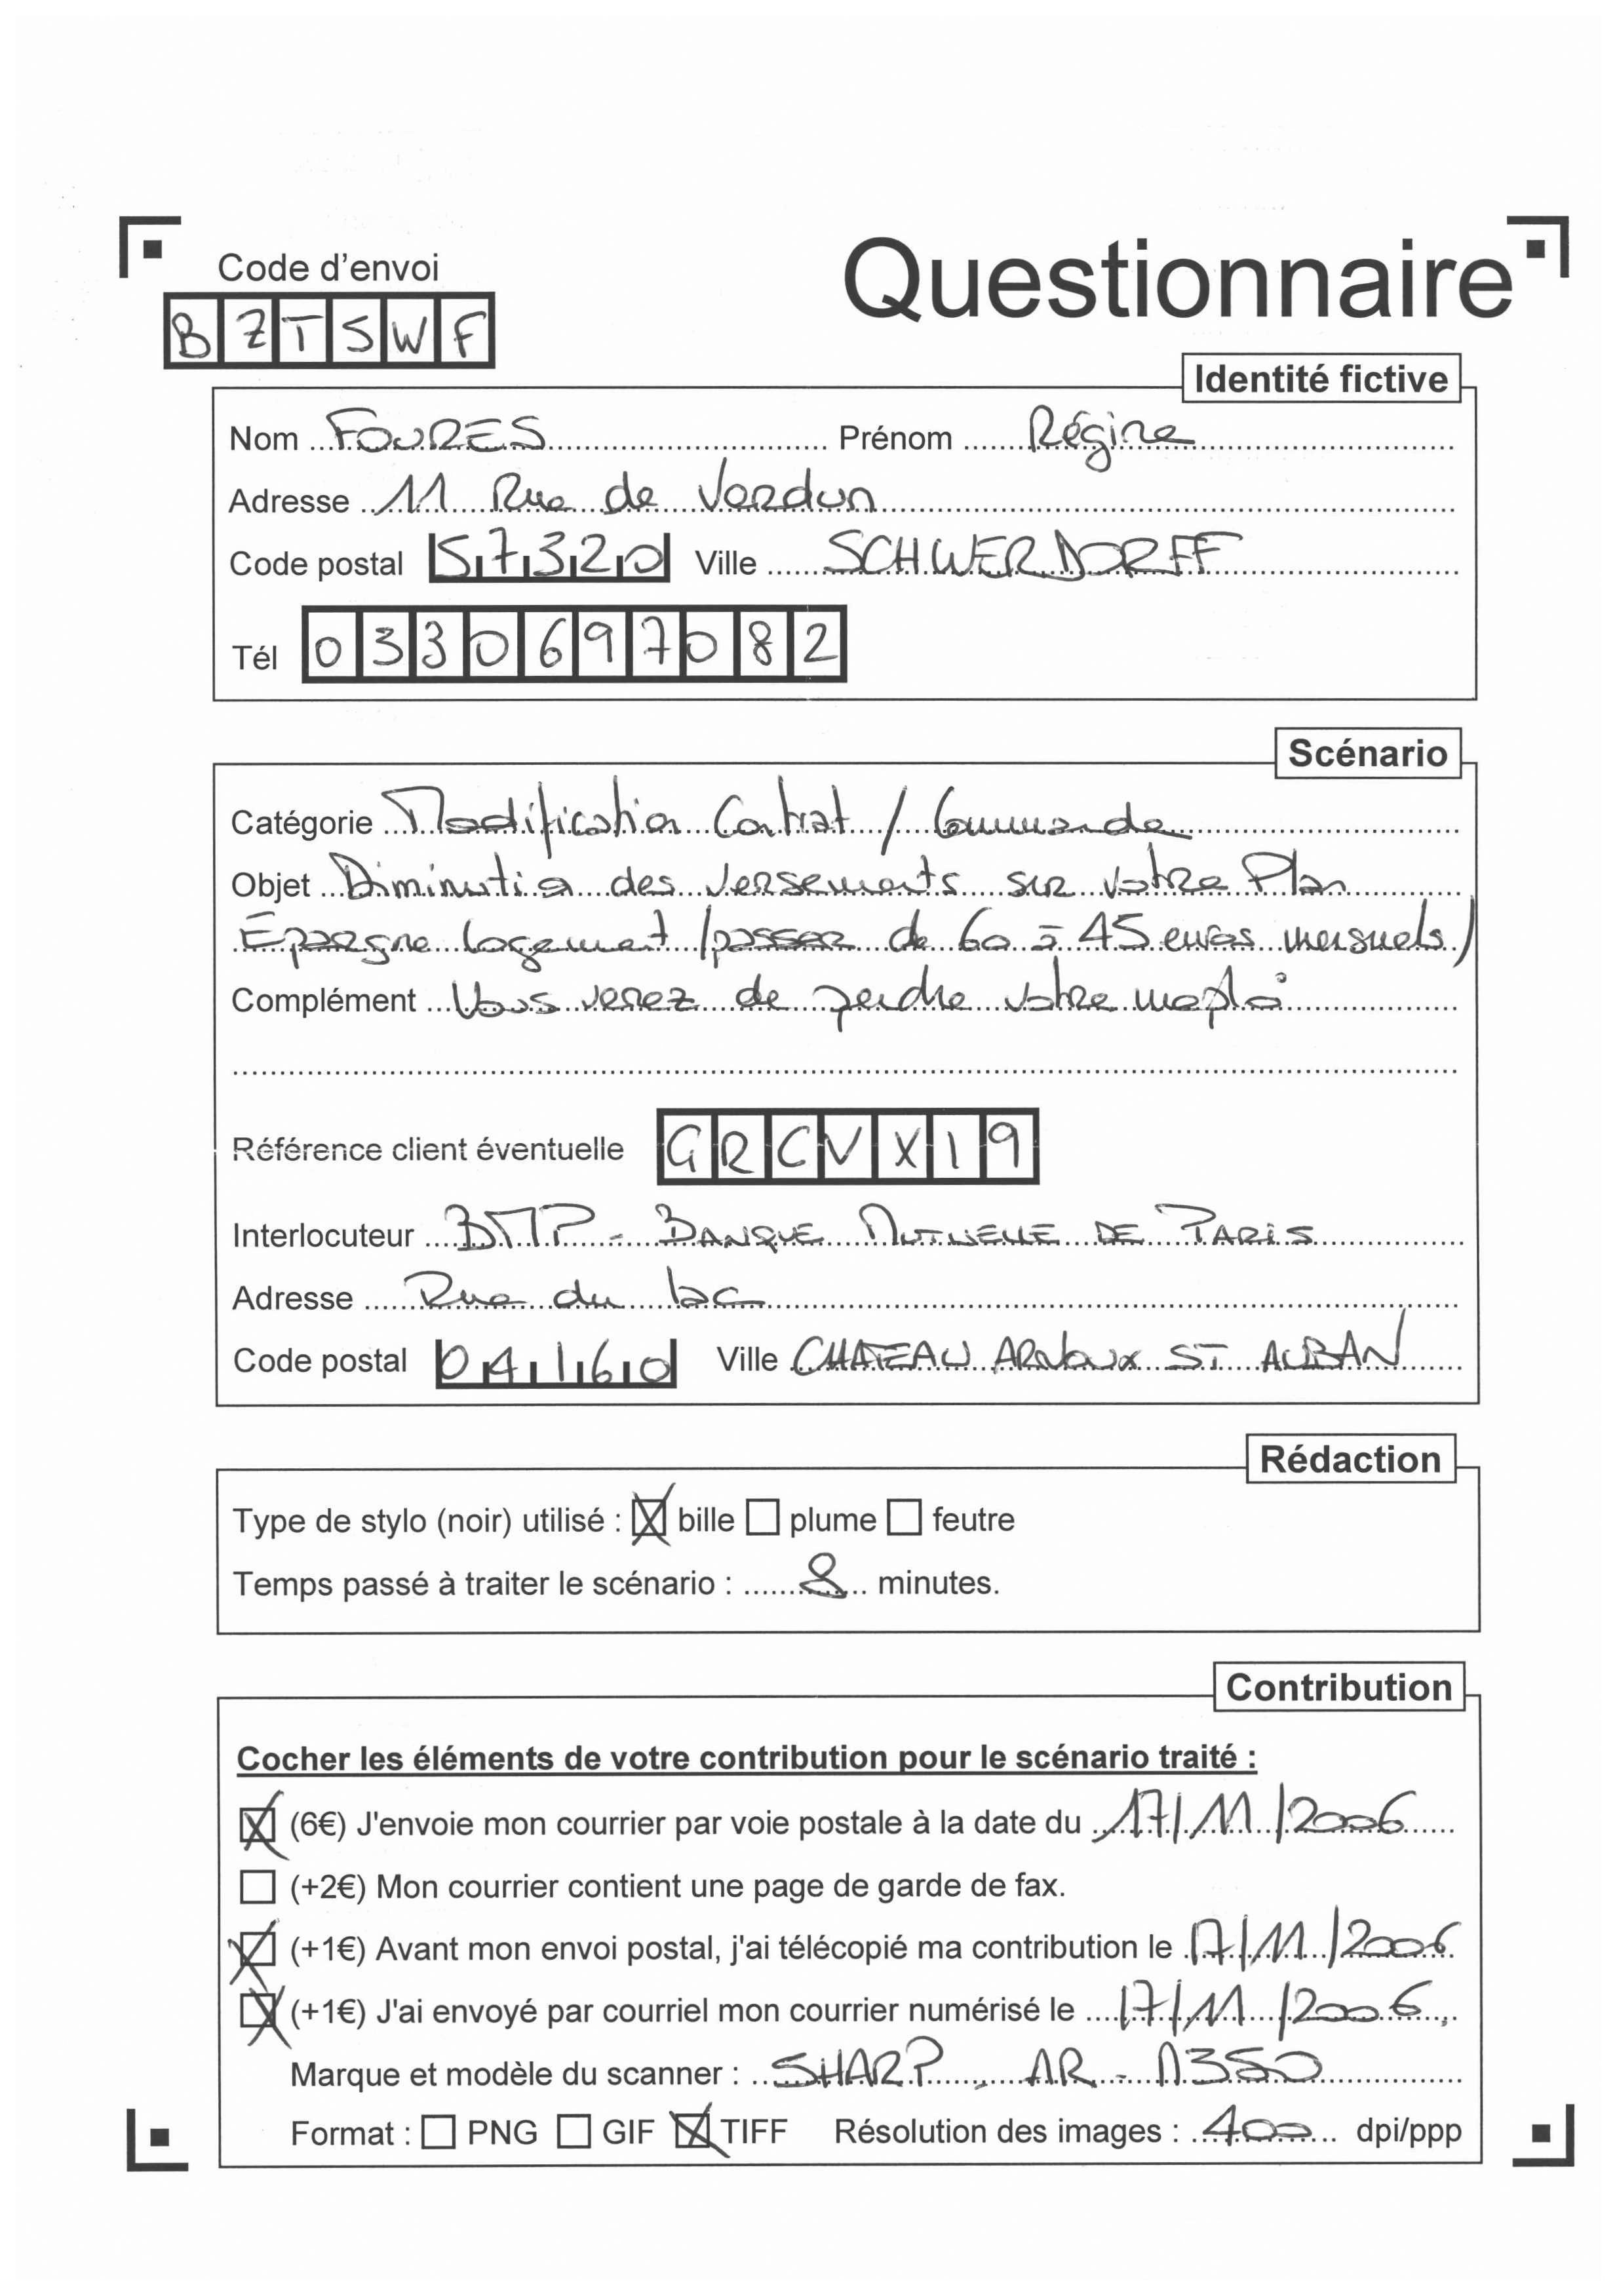 Questionnaire
Code d'envoi
BZTSWF
Identité fictive
Nom FOURES Prénom Régine
Adresse 11 Rue de Verdun
Code postal 57320 Ville SCHWERDORFF
Tél 0330697082
Scénario
Catégorie Modification Contrat / Commande
Objet Diminution des versements sur votre Plan
Épargne logement (passer de 60 à 45 euros mensuels)
Complément Vous venez de perdre votre
Référence client éventuelle GRCVX19
Interlocuteur BMP - BANQUE MUTUELLE DE PARIS
Adresse Rue du lac
Code postal 04160 Ville CHATEAU ARNOUX ST AUBAN
Rédaction
Type de stylo (noir) utilisé : bille plume feutre
Temps passé à traiter le scénario : 8 minutes.
Contribution
Cocher les éléments de votre contribution pour le scénario traité :
(6€) J'envoie mon courrier par voie postale à la date du 17/11/2006
(+2€) Mon courrier contient une page de garde de fax.
(+1€) Avant mon envoi postal, j'ai télécopié ma contribution le 17/11/2006
(+1€) J'ai envoyé par courriel mon courrier numérisé le 17/11/2006
Marque et modèle du scanner : SHARP - AR - M350
Format : PNG GIF TIFF Résolution des images : 400 dpi/ppp